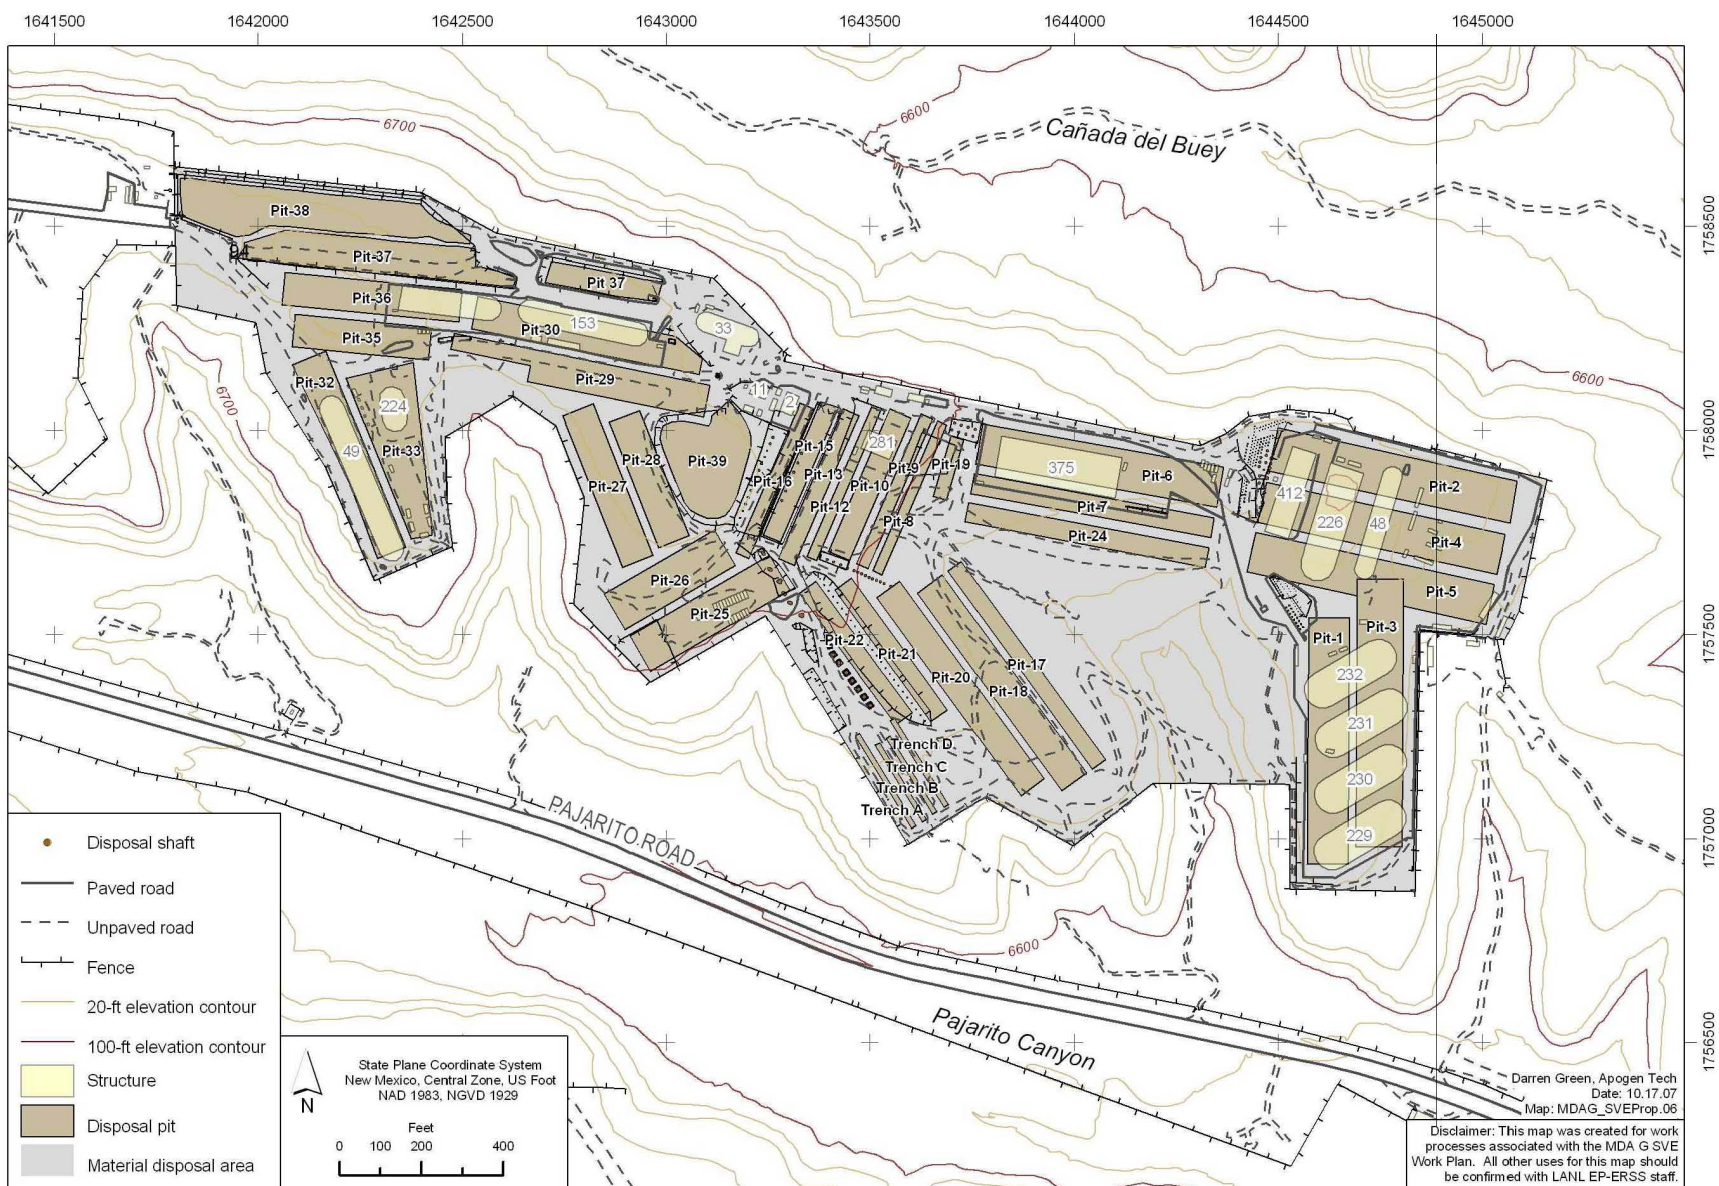 1641500
1642000
1642500
1643000
1643500
1644000
1644500
1645000
6700
6600
Cañada del Buey
1758500
Pit-38
94
Pit-37
Pit 37
Pit-36
153
33
Pit-30
Pit-35
Pit-29
Pit-32
6700
6600
11
2
224
49
Pit-33
1758000
Pit-28
Pit-27
Pit-39
Pit-15
281
Pit-13
Pit-16
Pit-9
Pit-19
Pit-10
Pit-12
Pit-8
375
Pit-6
Pit-7
Pit-24
412
Pit-2
226
48
Pit-4
Pit-5
Pit-26
Pit-25
Pit-22
Pit-21
Pit-17
Pit-20
Pit-18
Pit-1
Pit-3
1757500
232
231
230
229
Trench D
Trench C
Trench B
Trench A
PAJARITO ROAD
1757000
6600
Pajarito Canyon
1756500
Disposal shaft
Paved road
Unpaved road
Fence
20-ft elevation contour
100-ft elevation contour
Structure
Disposal pit
Material disposal area
N
State Plane Coordinate System
New Mexico, Central Zone, US Foot
NAD 1983, NGVD 1929
Feet
0 100 200 400
Darren Green, Apogen Tech
Date: 10.17.07
Map: MDAG_SVEProp.06
Disclaimer: This map was created for work
processes associated with the MDA G SVE
Work Plan. All other uses for this map should
be confirmed with LANL EP-ERSS staff.